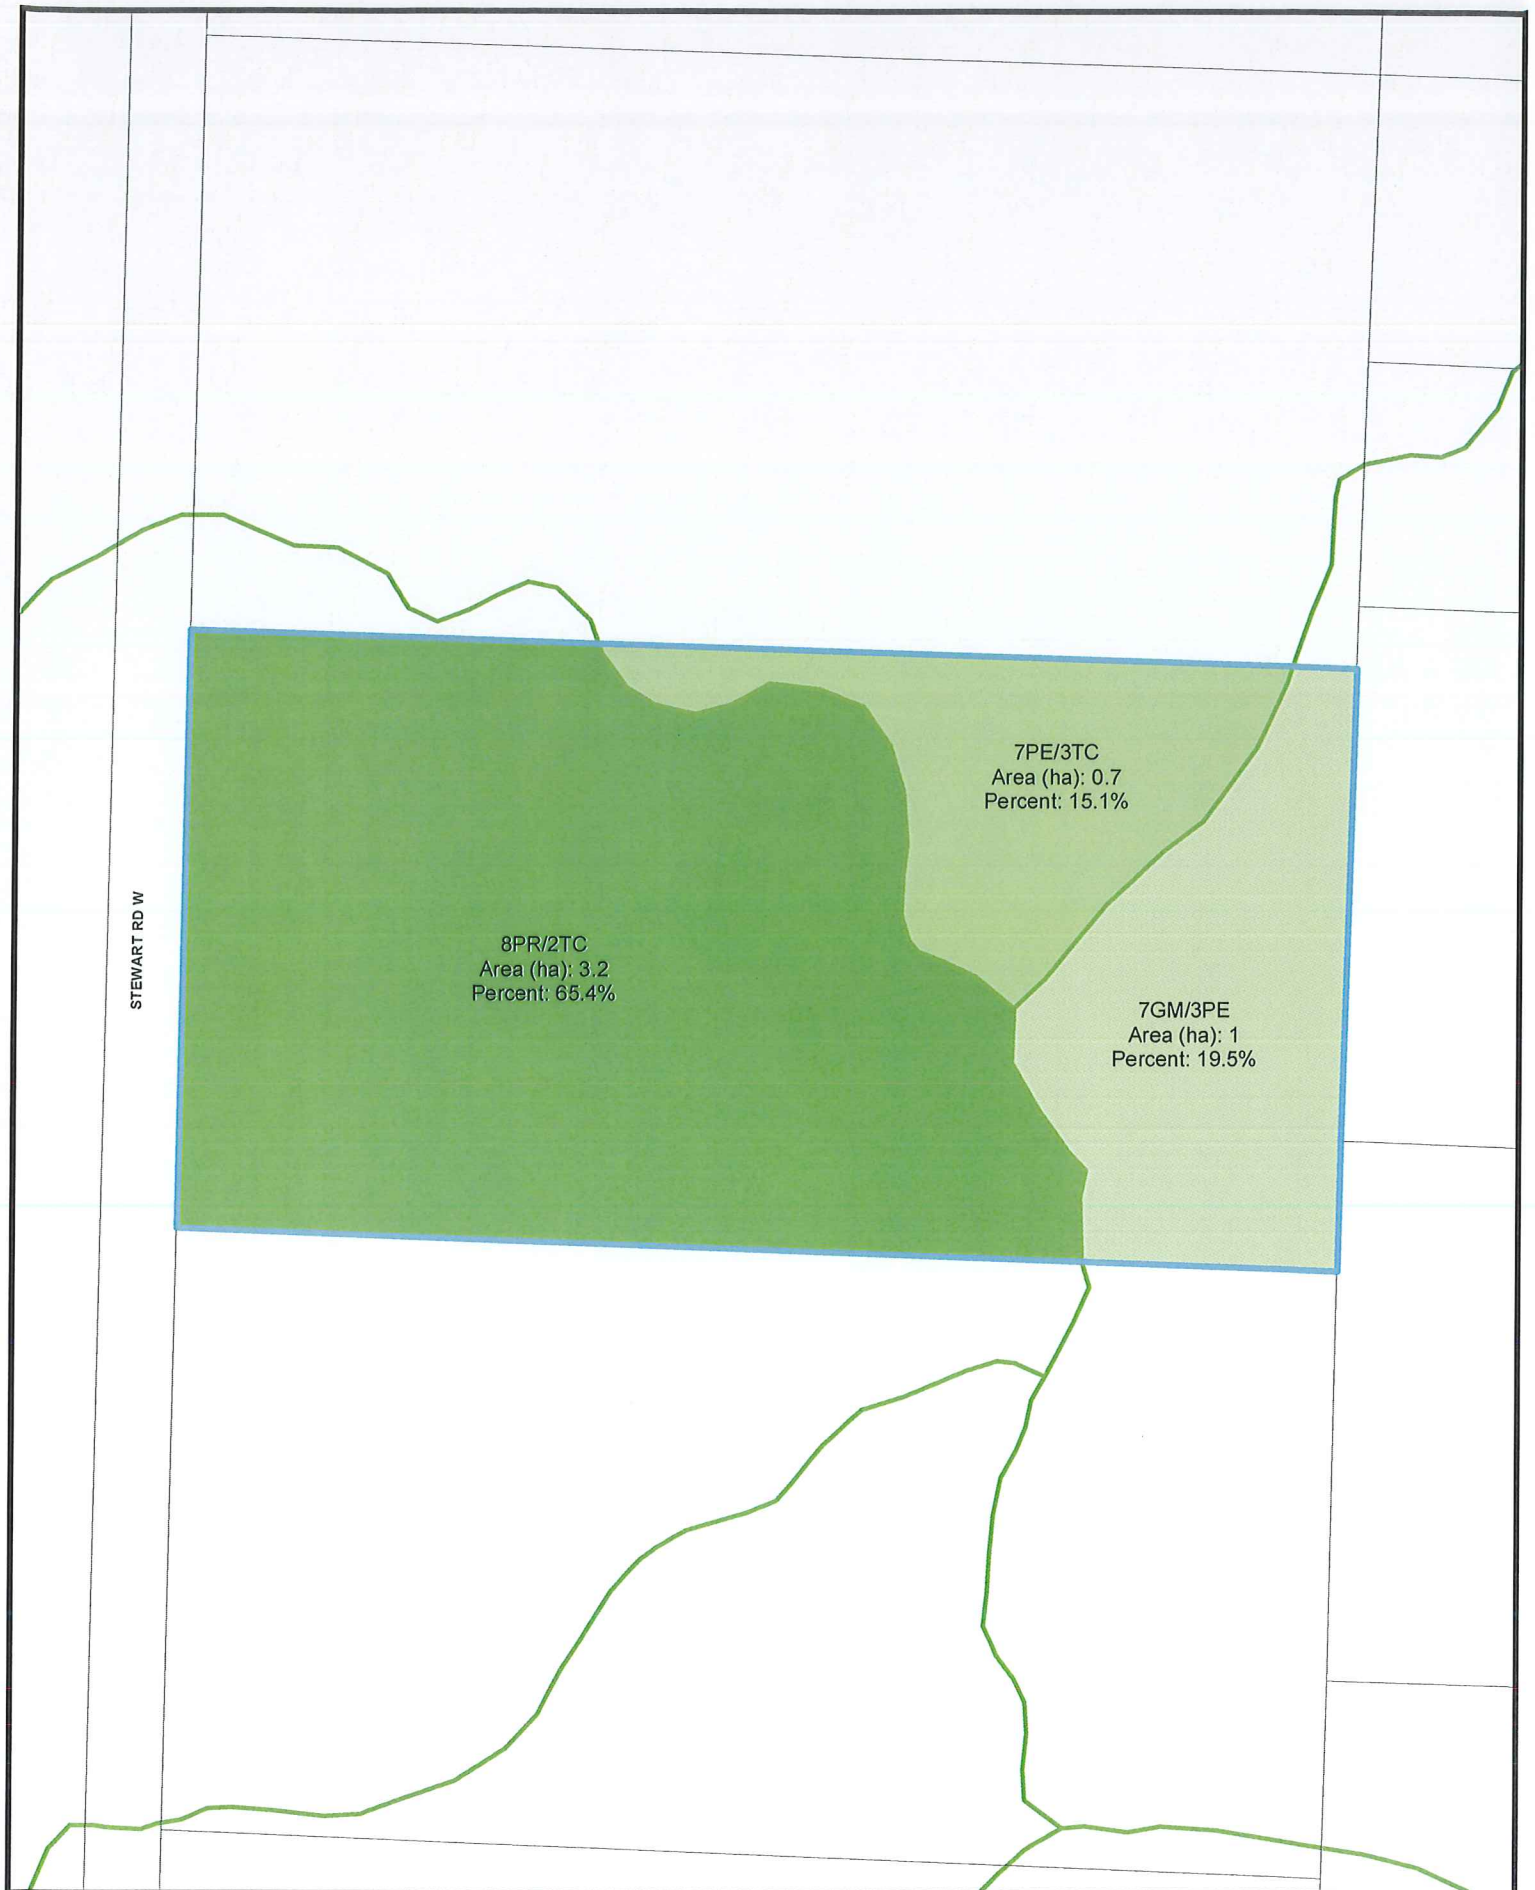 7PE/3TC
Area (ha): 0.7
Percent: 15.1%
STEWART RD W
8PR/2TC
Area (ha): 3.2
Percent: 65.4%
7GM/3PE
Area (ha): 1
Percent: 19.5%